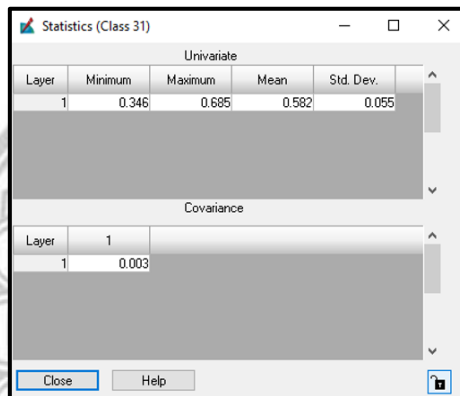 Statistics (Class 31)
Univariate
Layer Minimum Maximum Mean Std. Dev.
1 0.346 0.685 0.582 0.055
Covariance
Layer 1
1 0.003
Close Help